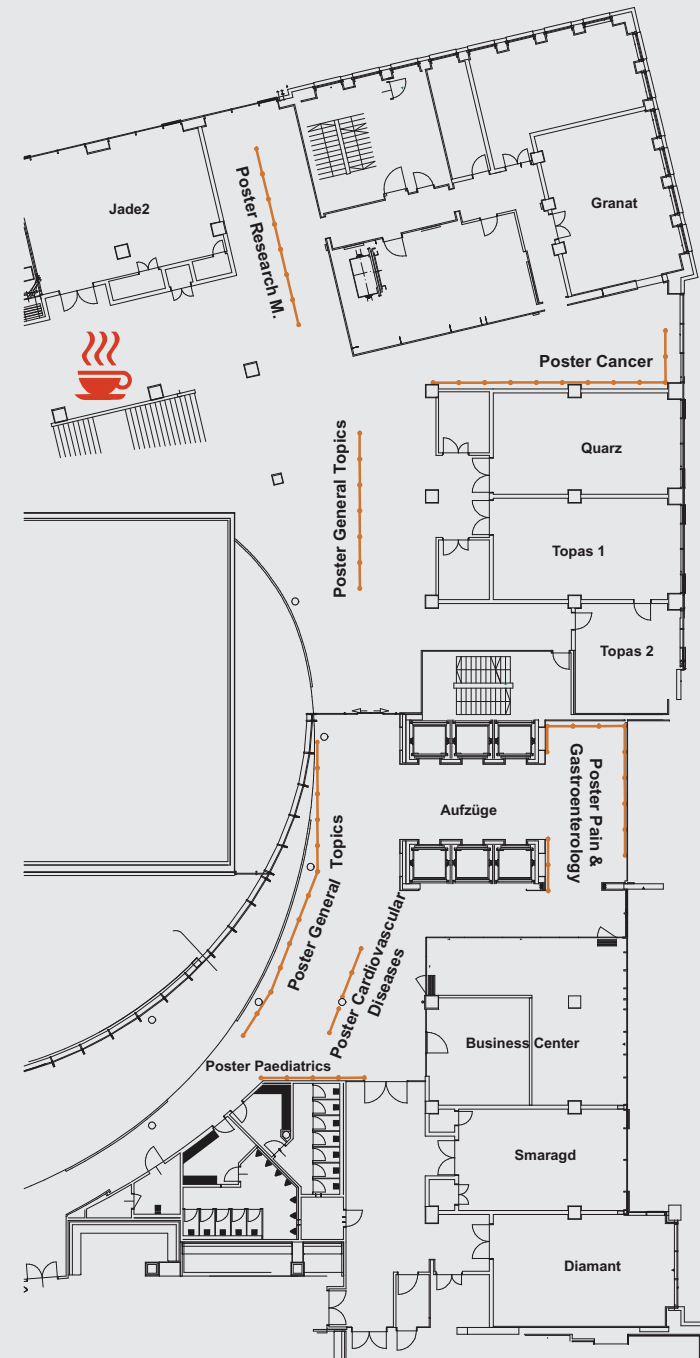 Jade2
Poster Research M.
Granat
Poster Cancer
Quarz
Poster General Topics
Topas 1
Topas 2
Poster Pain &
Gastroenterology
Aufzüge
Poster General Topics
Poster Cardiovascular
Diseases
Business Center
Poster Paediatrics
Smaragd
Diamant